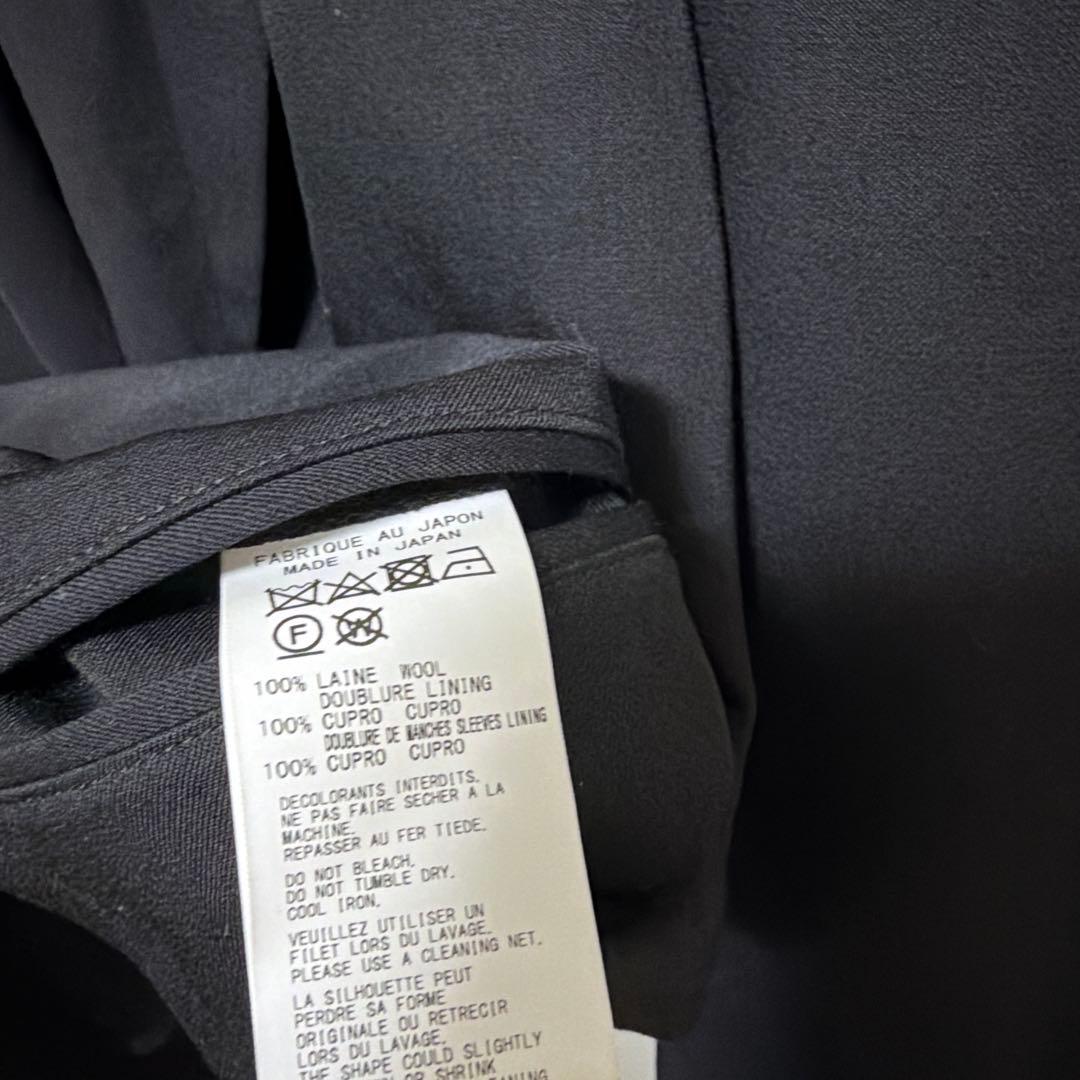 FABRIQUE AU JAPON
MADE IN JAPAN
F W
100% LAINE WOOL
DOUBLURE LINING
100% CUPRO CUPRO
DOUBLURE DE MANCHES SLEEVES LINING
100% CUPRO CUPRO
DECOLORANTS INTERDITS.
NE PAS FAIRE SECHER A LA
MACHINE.
REPASSER AU FER TIEDE.
DO NOT BLEACH.
DO NOT TUMBLE DRY.
COOL IRON.
VEUILLEZ UTILISER UN
FILET LORS DU LAVAGE.
PLEASE USE A CLEANING NET.
LA SILHOUETTE PEUT
PERDRE SA FORME
ORIGINALE OU RETRECIR
LORS DU LAVAGE.
THE SHAPE COULD SLIGHTLY
OR SHRINK